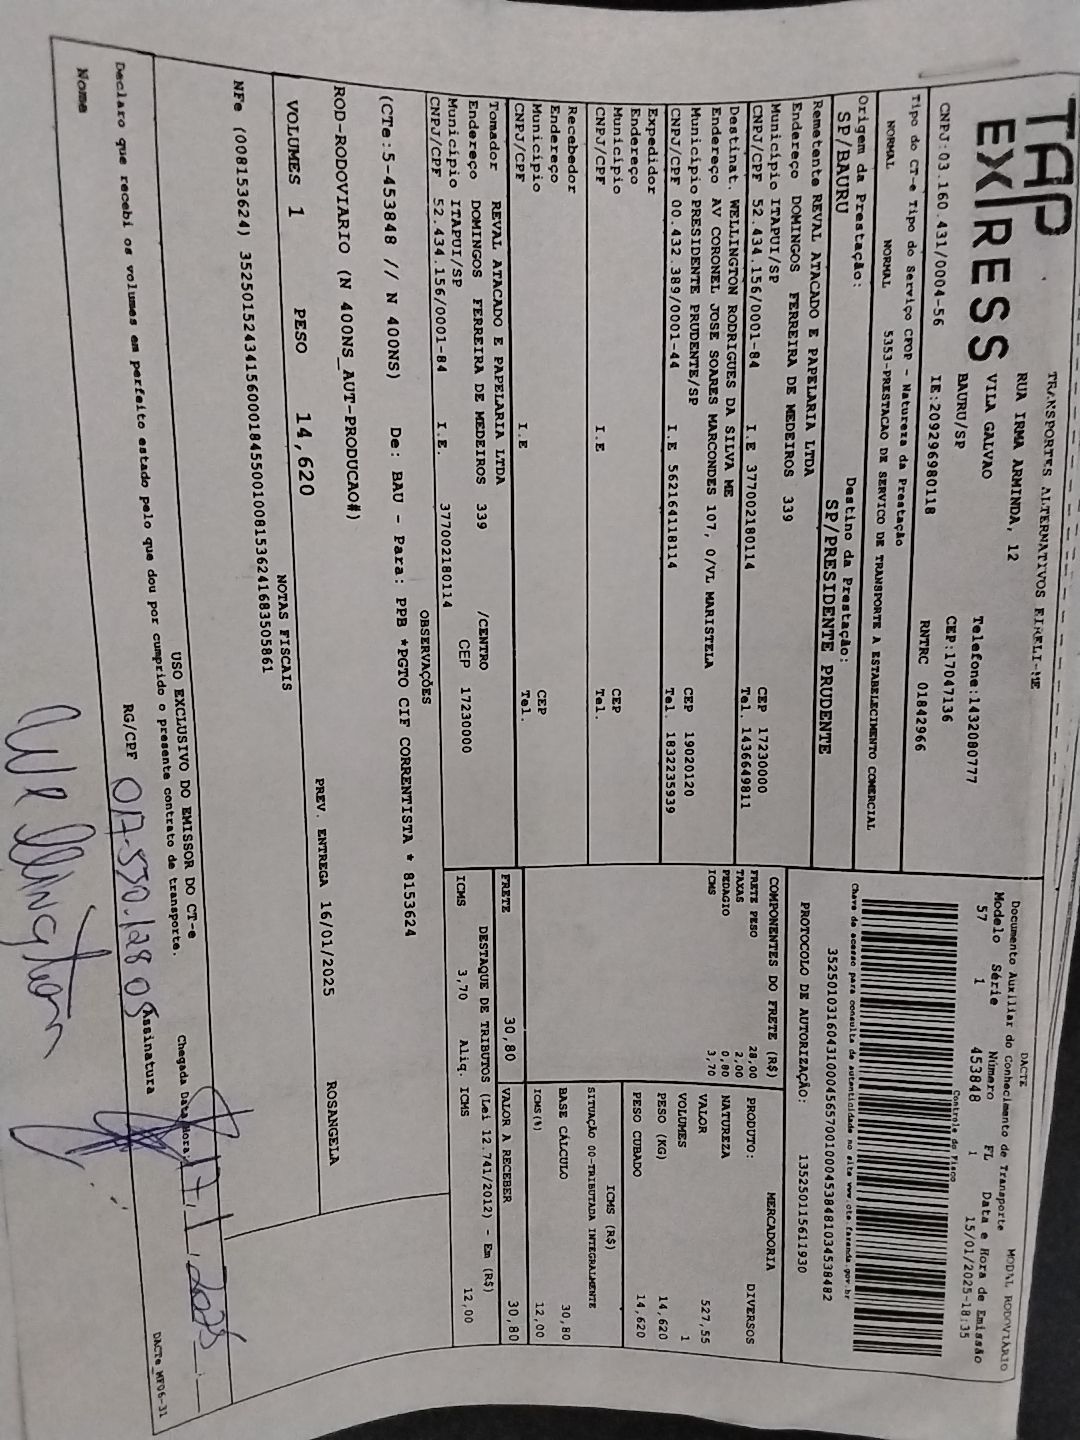 TAP EXPRESS
TRANSPORTES ALTERNATIVOS EIRELI-ME
RUA IRMA ARMINDA, 12
VILA GALVAO
BAURU/SP
Telefone:1432080777
CEP:17047136
CNPJ:03.160.431/0004-56 IE:209296980118 RNTRC 01842966
Tipo do CT-e Tipo do Serviço CFOP - Natureza da Prestação
NORMAL NORMAL 5353-PRESTACAO DE SERVICO DE TRANSPORTE A ESTABELECIMENTO COMERCIAL
Origem da Prestação: Destino da Prestação:
SP/BAURU SP/PRESIDENTE PRUDENTE
Remetente REVAL ATACADO E PAPELARIA LTDA
Endereço DOMINGOS FERREIRA DE MEDEIROS 339
Município ITAPUI/SP CEP 17230000
CNPJ/CPF 52.434.156/0001-84 I.E 377002180114 Tel. 1436649811
Destinat. WELLINGTON RODRIGUES DA SILVA ME
Endereço AV CORONEL JOSE SOARES MARCONDES 107, 0/VL MARISTELA
Município PRESIDENTE PRUDENTE/SP CEP 19020120
CNPJ/CPF 00.432.389/0001-44 I.E 562164118114 Tel. 1832235939
Expedidor
Endereço
Município CEP
CNPJ/CPF I.E Tel.
Recebedor
Endereço
Município CEP
CNPJ/CPF I.E Tel.
Tomador REVAL ATACADO E PAPELARIA LTDA
Endereço DOMINGOS FERREIRA DE MEDEIROS 339 /CENTRO
Município ITAPUI/SP CEP 17230000
CNPJ/CPF 52.434.156/0001-84 I.E. 377002180114
DACTE MODAL RODOVIÁRIO
Documento Auxiliar do Conhecimento de Transporte
Modelo Série Número FL Data e Hora de Emissão
57 1 453848 1 15/01/2025-18:35
Controle do Fisco
Chave de acesso para consulta de autenticidade no site www.cte.fazenda.gov.br
35250103160431000456570010004538481034538482
PROTOCOLO DE AUTORIZAÇÃO: 135250115611930
COMPONENTES DO FRETE (R$)
FRETE PESO 28,00
TAXAS 2,00
PEDAGIO 0,80
ICMS 3,70
MERCADORIA
PRODUTO: DIVERSOS
NATUREZA
VALOR 527,55
VOLUMES 1
PESO (KG) 14,620
PESO CUBADO 14,620
ICMS (R$)
SITUAÇÃO 00-TRIBUTADA INTEGRALMENTE
BASE CÁLCULO 30,80
ICMS(%) 12,00
FRETE 30,80 VALOR A RECEBER 30,80
DESTAQUE DE TRIBUTOS (Lei 12.741/2012) - Em (R$)
ICMS 3,70 Aliq. ICMS 12,00
OBSERVAÇÕES
(CTe:5-453848 // N 400NS) De: BAU - Para: PPB *PGTO CIF CORRENTISTA * 8153624
ROD-RODOVIARIO (N 400NS_AUT-PRODUCAO#)
VOLUMES 1 PESO 14,620 PREV. ENTREGA 16/01/2025 ROSANGELA
NOTAS FISCAIS
NFe (008153624) 35250152434156000184550010081536241683505861
USO EXCLUSIVO DO EMISSOR DO CT-e
Declaro que recebi os volumes em perfeito estado pelo que dou por cumprido o presente contrato de transporte.
Chegada Data/Hora: 17 1 2025
Nome RG/CPF Assinatura
Wellington
DACTe_MF06-31